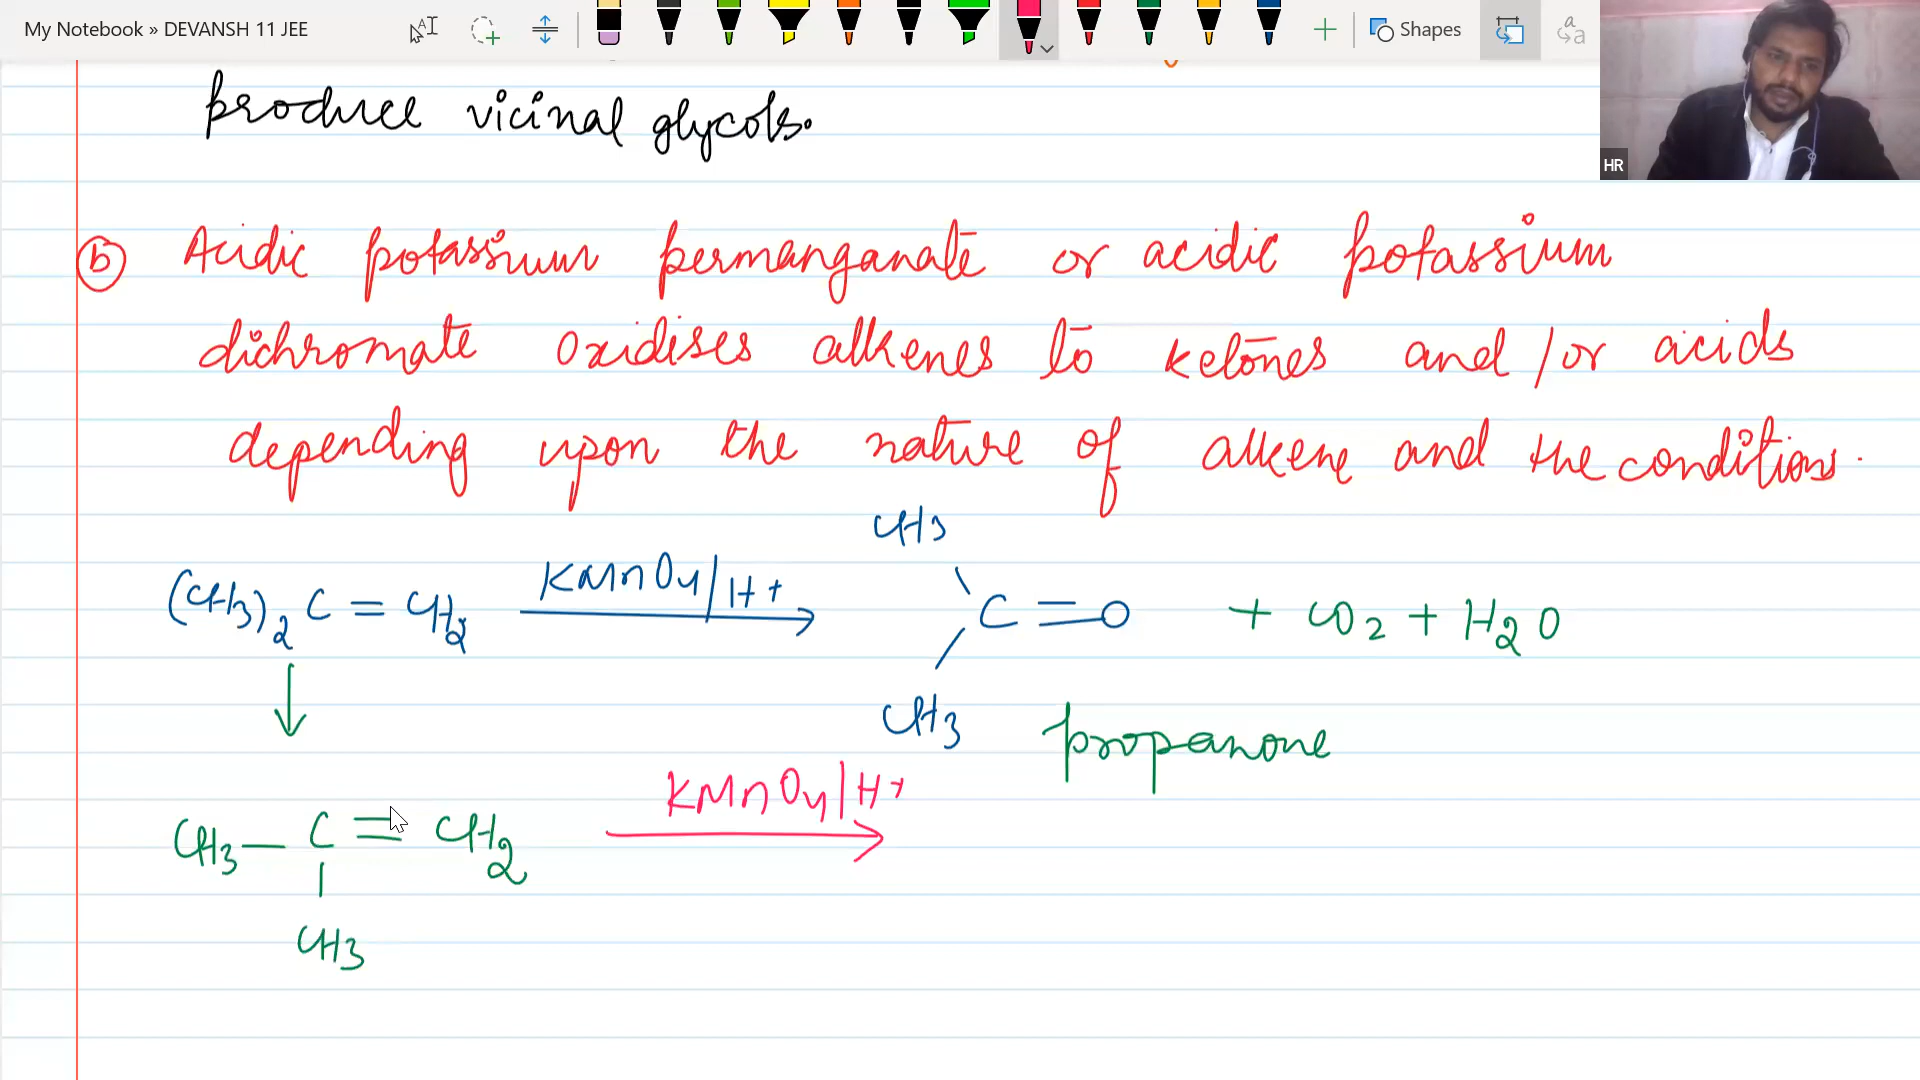 My Notebook » DEVANSH 11 JEE
Shapes
HR
produce vicinal glycols.
(b) Acidic potassium permanganate or acidic potassium
dichromate oxidises alkenes to ketones and/or acids
depending upon the nature of alkene and the conditions.
(CH3)2 C = CH2 KMnO4/H+ CH3 C = O CH3 + CO2 + H2O
propanone
CH3 — C = CH2 KMnO4/H+
CH3